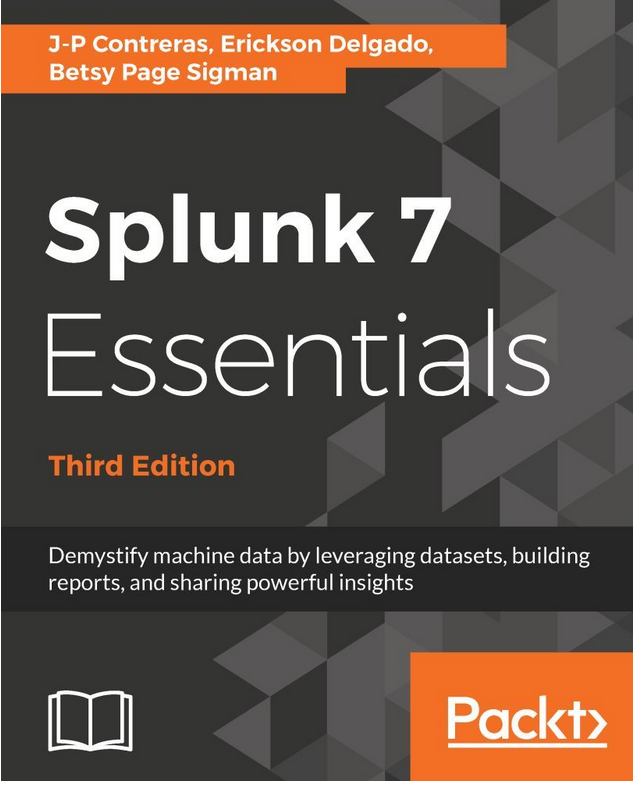 J-P Contreras, Erickson Delgado,
Betsy Page Sigman
Splunk 7
Essentials
Third Edition
Demystify machine data by leveraging datasets, building
reports, and sharing powerful insights
Packt>